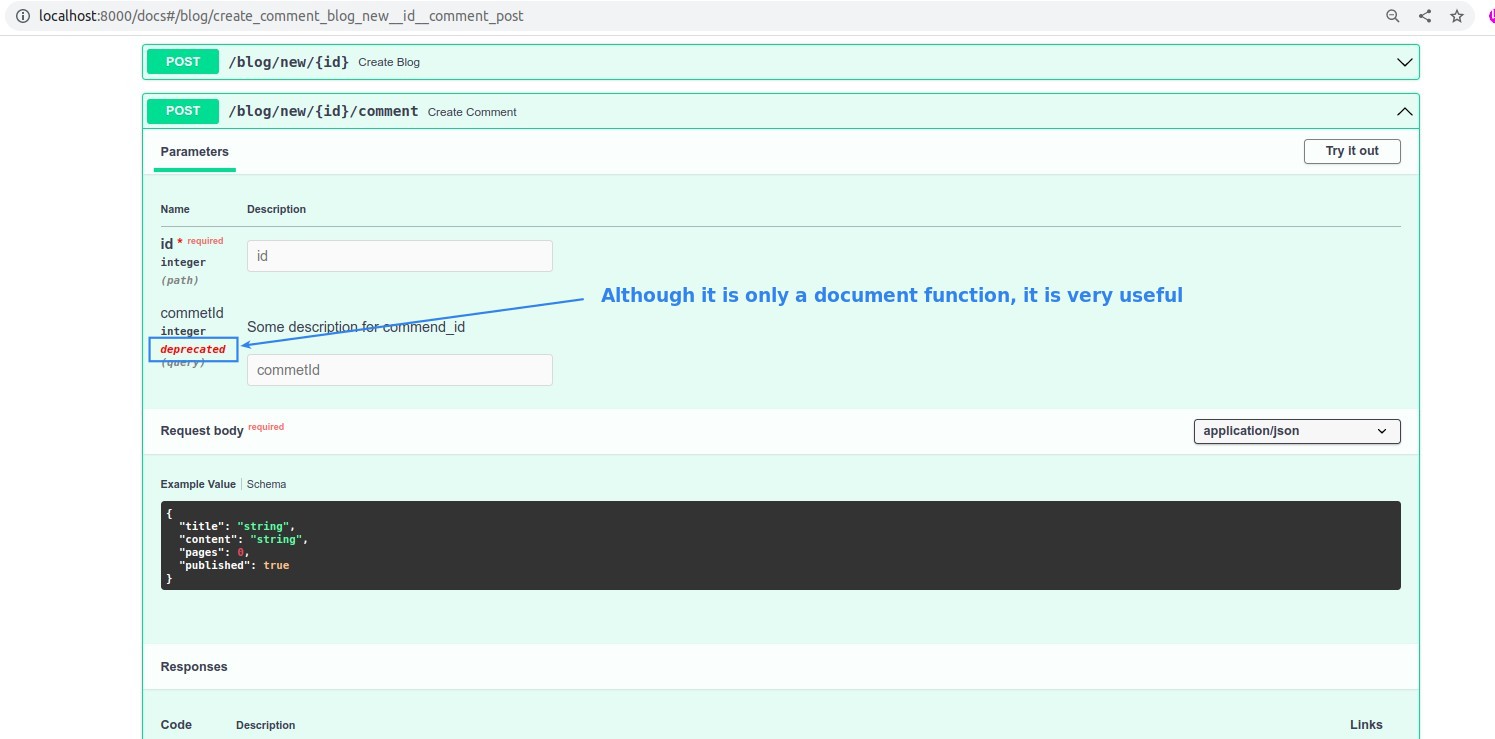 localhost:8000/docs#/blog/create_comment_blog_new__id__comment_post
POST /blog/new/{id} Create Blog
POST /blog/new/{id}/comment Create Comment
Parameters
Try it out
Name Description
id * required
integer
(path)
id
Although it is only a document function, it is very useful
commetId
integer
deprecated
(query)
Some description for commend_id
commetId
Request body required
application/json
Example Value Schema
{
"title": "string",
"content": "string",
"pages": 0,
"published": true
}
Responses
Code Description Links